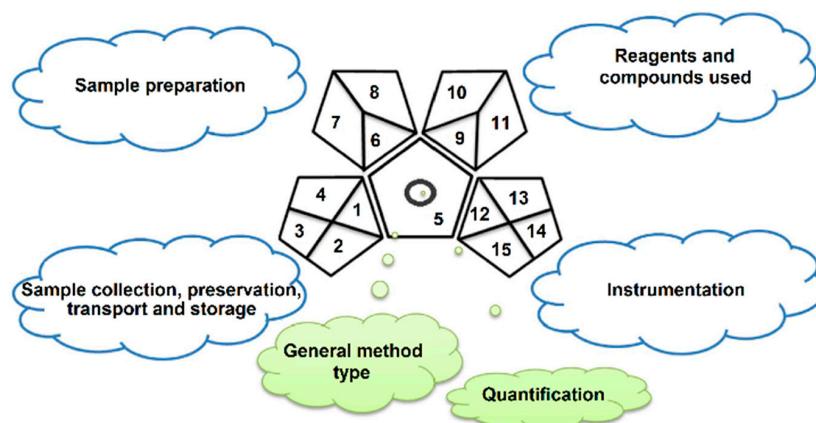 Sample preparation
Reagents and
compounds used
8
10
7
11
6
9
4
13
1
12
5
3
14
2
15
Sample collection, preservation,
transport and storage
Instrumentation
General method
type
Quantification